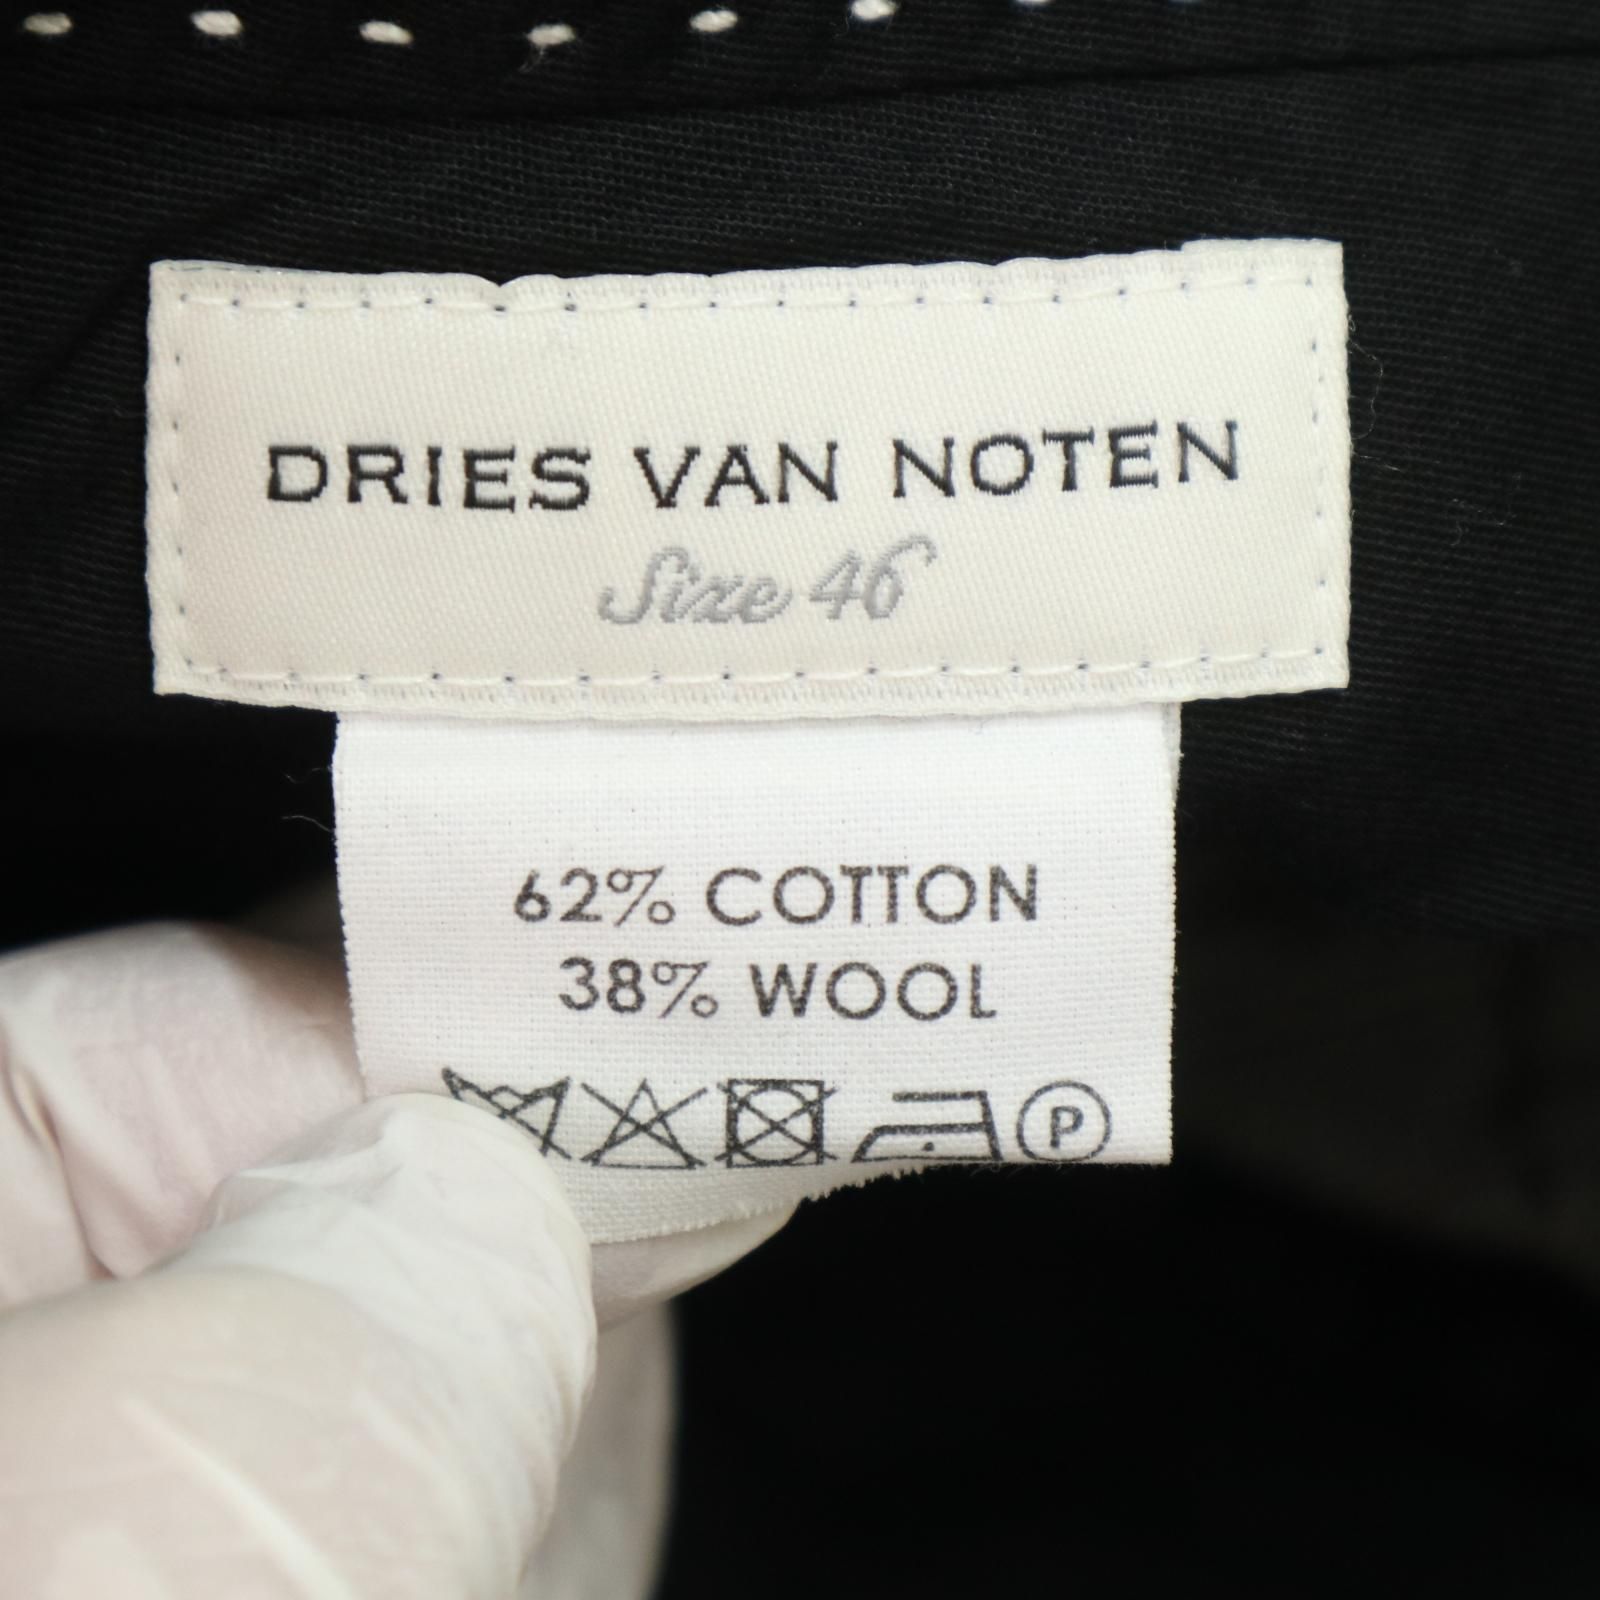 DRIES VAN NOTEN
Size 46
62% COTTON
38% WOOL
P